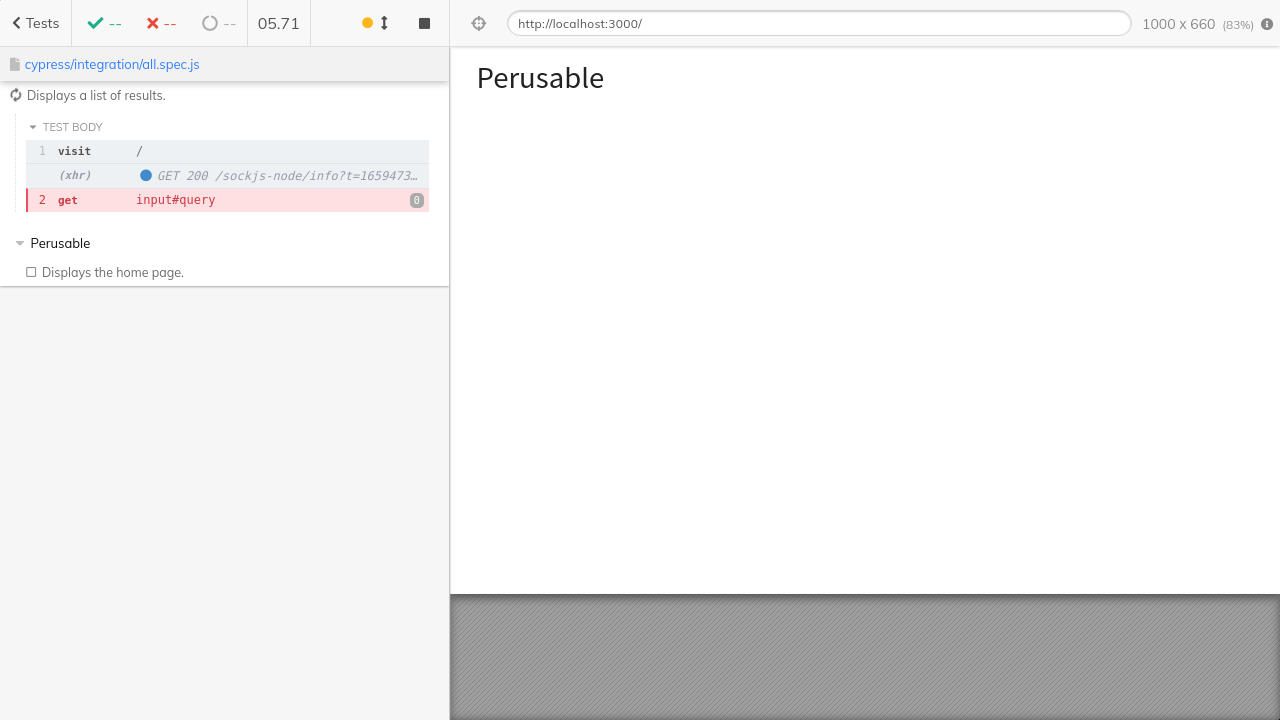 Tests -- -- -- 05.71
http://localhost:3000/ 1000 x 660 (83%)
cypress/integration/all.spec.js
Displays a list of results.
TEST BODY
1 visit /
(xhr) GET 200 /sockjs-node/info?t=1659473…
2 get input#query 0
Perusable
Displays the home page.
Perusable